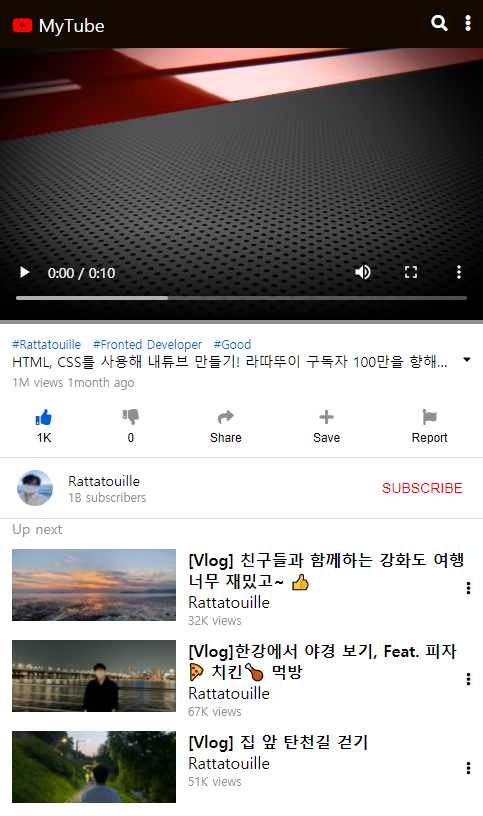 MyTube
0:00 / 0:10
#Rattatouille #Fronted Developer #Good
HTML, CSS를 사용해 내튜브 만들기! 라따뚜이 구독자 100만을 향해...
1M views 1month ago
1K 0 Share Save Report
Rattatouille
1B subscribers
SUBSCRIBE
Up next
[Vlog] 친구들과 함께하는 강화도 여행
너무 재밌고~ 👍
Rattatouille
32K views
[Vlog]한강에서 야경 보기, Feat. 피자
🍕 치킨🍗 먹방
Rattatouille
67K views
[Vlog] 집 앞 탄천길 걷기
Rattatouille
51K views